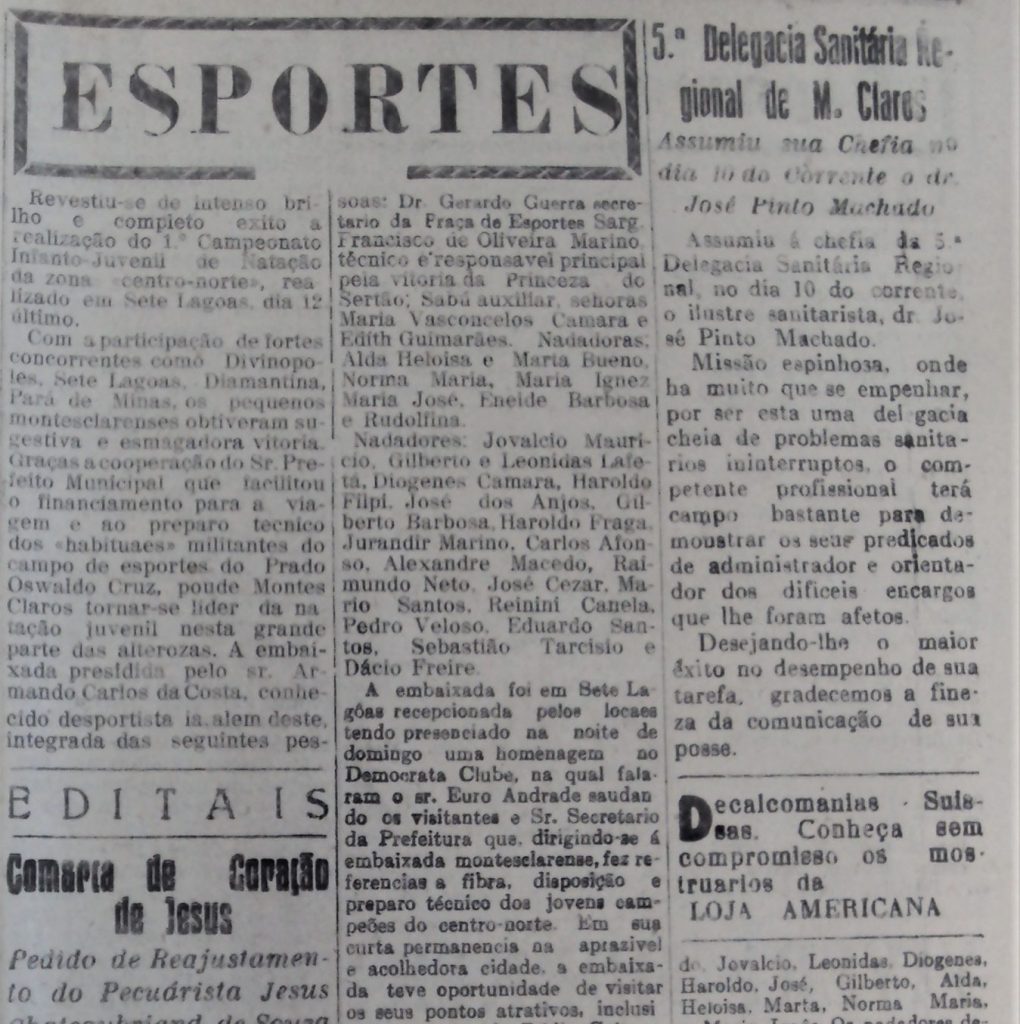 ESPORTES
Revestiu-se de intenso bri-
lho e completo exito a
realização do 1.º Campeonato
Infanto-Juvenil de Natação
da zona «centro-norte», rea
lizado em Sete Lagoas, dia 12
último.
Com a participação de fortes
concorrentes como Divinopo-
les, Sete Lagoas, Diamantina,
Pará de Minas, os pequenos
montesclarenses obtiveram su-
gestiva e esmagadora vitoria.
Graças a cooperação do Sr. Pre-
feito Municipal que facilitou
o financiamento para a via-
gem e ao preparo tecnico
dos «habituaes» militantes do
campo de esportes do Prado
Oswaldo Cruz, poude Montes
Claros tornar-se lider da na
tação juvenil nesta grande
parte das alterozas. A embai-
xada presidida pelo sr. Ar-
mando Carlos da Costa, conhe-
cido desportista ia, alem deste,
integrada das seguintes pes-
EDITAIS
Comarca de Coração
de Jesus
Pedido de Reajustamen-
to do Pecuárista Jesus
de Souza
soas: Dr. Gerardo Guerra secre-
tario da Praça de Esportes Sarg.
Francisco de Oliveira Marino,
técnico e responsavel principal
pela vitoria da Princeza do
Sertão; Sabú auxiliar, sehoras
Maria Vasconcelos Camara e
Edith Guimarães. Nadadoras:
Alda Heloisa e Marta Bueno,
Norma Maria, Maria Ignez
Maria José, Eneide Barbosa
e Rudolfina.
Nadadores: Jovalcio Mauri-
cio, Gilberto e Leonidas Lafe-
tá, Diogenes Camara, Haroldo
Filpi, José dos Anjos, Gil-
berto Barbosa, Haroldo Fraga,
Jurandir Marino, Carlos Afon-
so, Alexandre Macedo, Rai-
mundo Neto, José Cezar, Ma-
rio Santos, Reinini Canela,
Pedro Veloso, Eduardo San-
tos, Sebastião Tarcisio e
Dácio Freire.
A embaixada foi em Sete La-
gôas recepcionada pelos locaes
tendo presenciado na noite de
domingo uma homenagem no
Democrata Clube, na qual fala-
ram o sr. Euro Andrade saudan
do os visitantes e Sr. Secretario
da Prefeitura que, dirigindo-se á
embaixada montesclarense, fez re-
ferencias a fibra, disposição e
preparo técnico dos jovens cam-
peões do centro-norte. Em sua
curta permanencia na aprazivel
e acolhedora cidade, a embaixa-
da teve oportunidade de visitar
os seus pontos atrativos, inclusi
5.ª Delegacia Sanitária Re-
gional de M. Claros
Assumiu sua Chefia no
dia 10 do Corrente o dr.
José Pinto Machado
Assumiu á chefia da 5.ª
Delegacia Sanitária Regio
nal, no dia 10 do corrente,
o ilustre sanitarista, dr. Jo-
sé Pinto Machado.
Missão espinhosa, onde
ha muito que se empenhar,
por ser esta uma del gacia
cheia de problemas sanita-
rios ininterruptos, o com-
petente profissional terá
campo bastante para de-
moustrar os seus predicados
de administrador e orienta-
dor dos dificeis encargos
que lhe foram afetos.
Desejando-lhe o maior
êxito no desempenho de sua
tarefa, gradecemos a fine-
za da comunicação de sua
posse.
Decalcomanias - Suis-
sas. Conheça sem
compromisso os mos-
truarios da
LOJA AMERICANA
do, Jovalcio, Leonidas, Diogenes,
Haroldo, José, Gilberto, Alda,
Heloisa, Marta, Norma Maria,